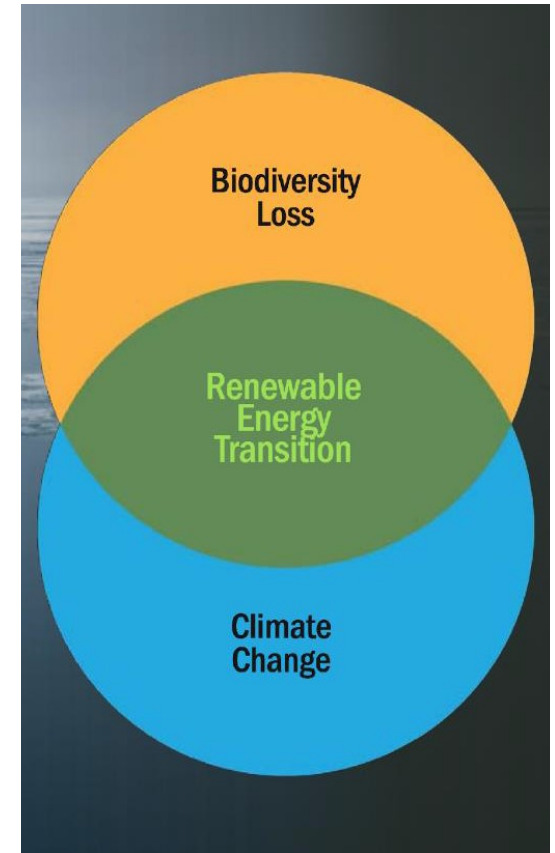 Biodiversity
Loss
Renewable
Energy
Transition
Climate
Change